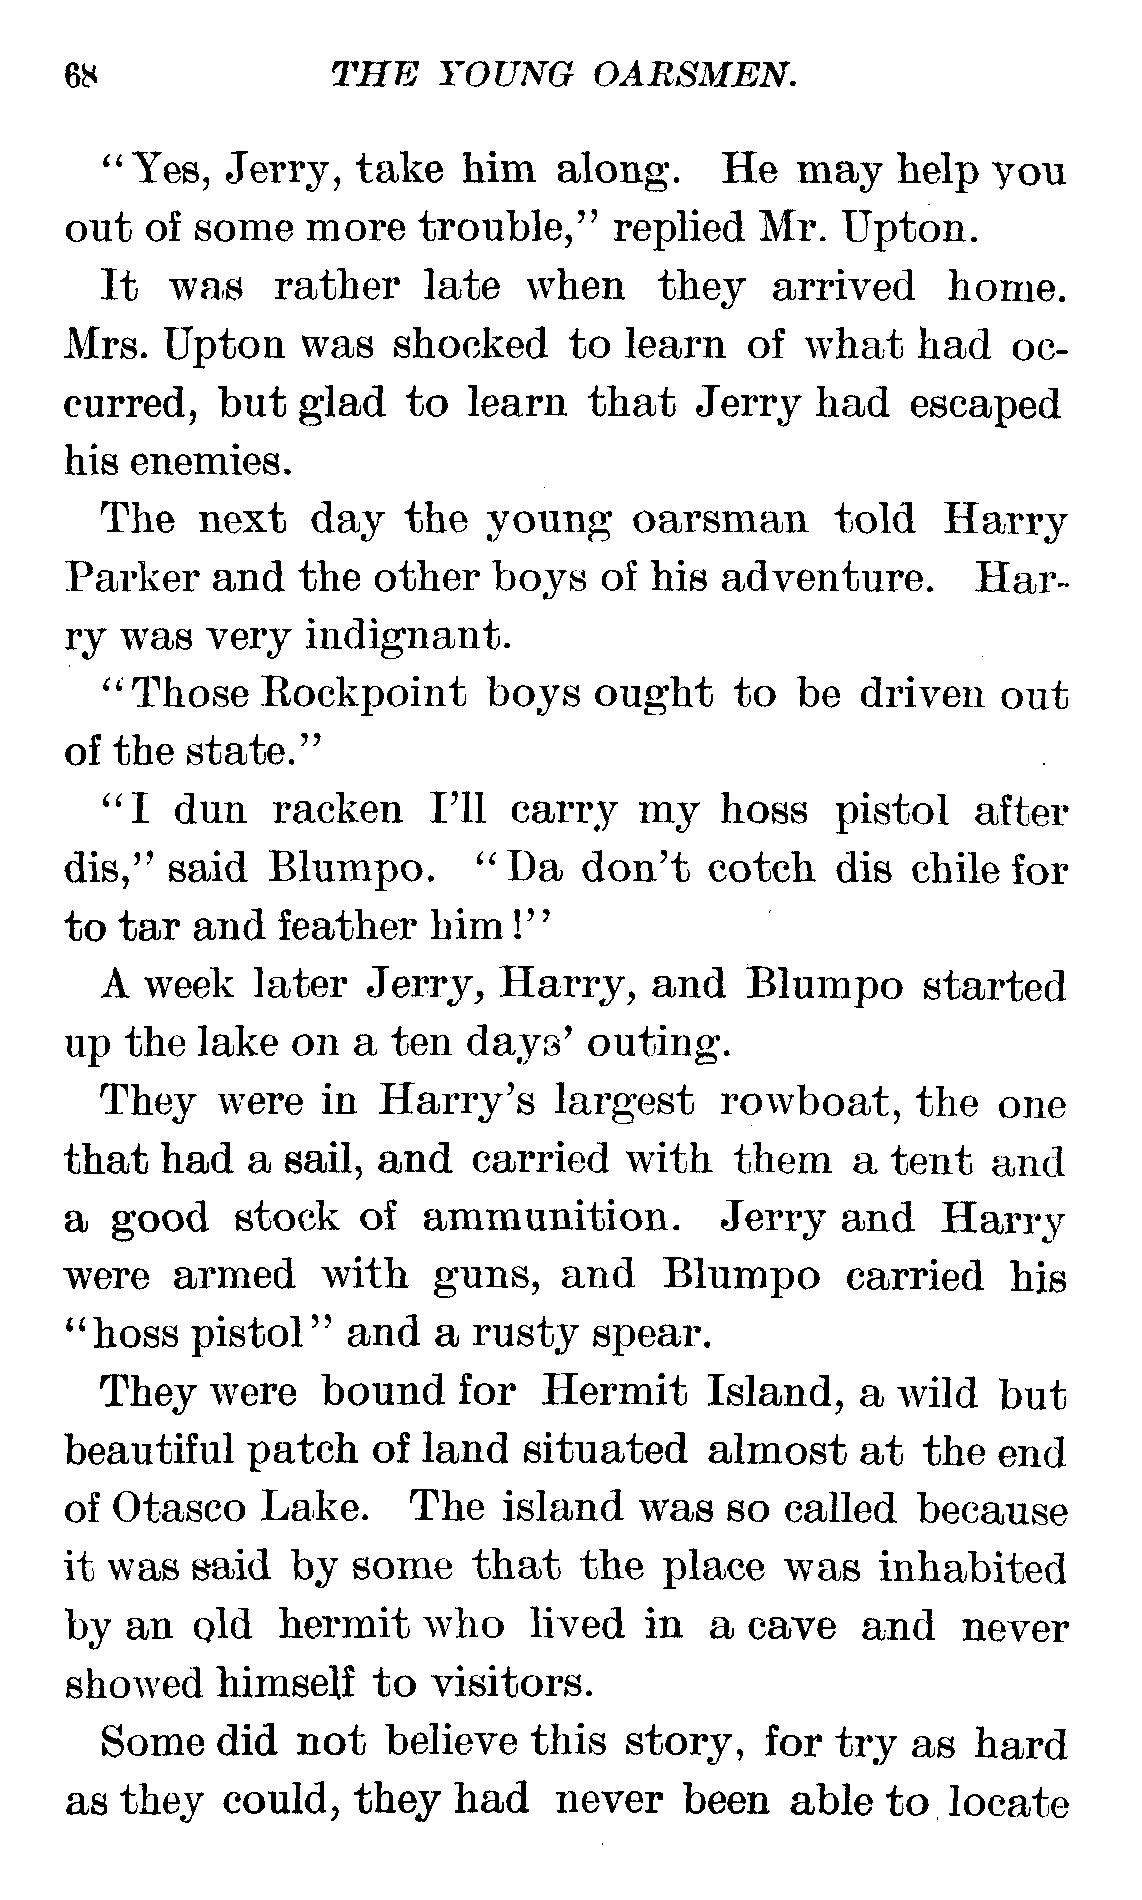 68 THE YOUNG OARSMEN.
“Yes, Jerry, take him along. He may help you
out of some more trouble,” replied Mr. Upton.
It was rather late when they arrived home.
Mrs. Upton was shocked to learn of what had oc-
curred, but glad to learn that Jerry had escaped
his enemies.
The next day the young oarsman told Harry
Parker and the other boys of his adventure. Har-
ry was very indignant.
“Those Rockpoint boys ought to be driven out
of the state.”
“I dun racken I’ll carry my hoss pistol after
dis,” said Blumpo. “Da don’t cotch dis chile for
to tar and feather him!”
A week later Jerry, Harry, and Blumpo started
up the lake on a ten days’ outing.
They were in Harry’s largest rowboat, the one
that had a sail, and carried with them a tent and
a good stock of ammunition. Jerry and Harry
were armed with guns, and Blumpo carried his
“hoss pistol” and a rusty spear.
They were bound for Hermit Island, a wild but
beautiful patch of land situated almost at the end
of Otasco Lake. The island was so called because
it was said by some that the place was inhabited
by an old hermit who lived in a cave and never
showed himself to visitors.
Some did not believe this story, for try as hard
as they could, they had never been able to locate